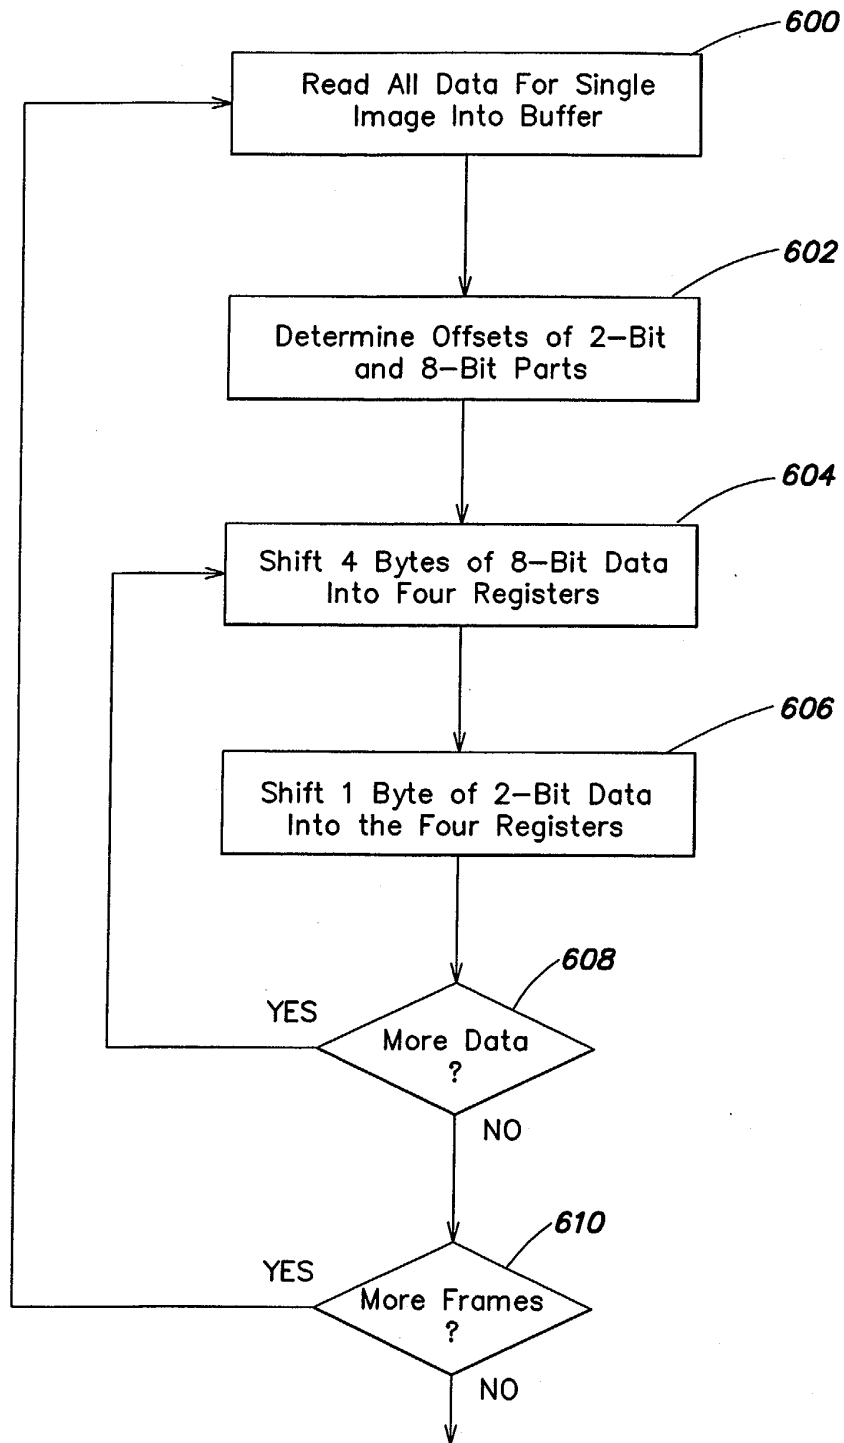 600
Read All Data For Single
Image Into Buffer
602
Determine Offsets of 2-Bit
and 8-Bit Parts
604
Shift 4 Bytes of 8-Bit Data
Into Four Registers
606
Shift 1 Byte of 2-Bit Data
Into the Four Registers
608
YES
More Data
?
NO
610
YES
More Frames
?
NO